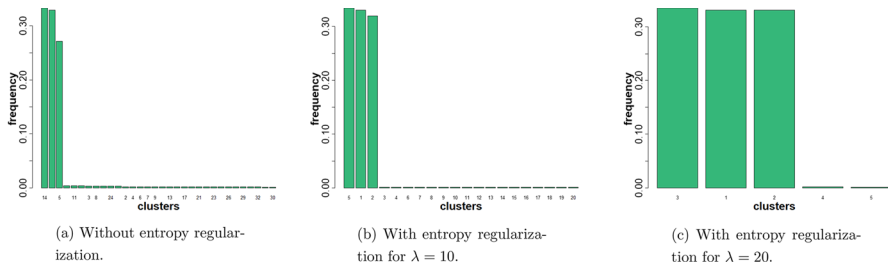 frequency
0.00 0.10 0.20 0.30
14 5 11 3 8 24 2 4 6 7 9 13 17 21 23 26 29 32 30
clusters
(a) Without entropy regular-
ization.
frequency
0.00 0.10 0.20 0.30
5 1 2 3 4 6 7 8 9 10 11 12 13 14 15 16 17 18 19 20
clusters
(b) With entropy regulariza-
tion for λ = 10.
frequency
0.00 0.10 0.20 0.30
3 1 2 4 5
clusters
(c) With entropy regulariza-
tion for λ = 20.